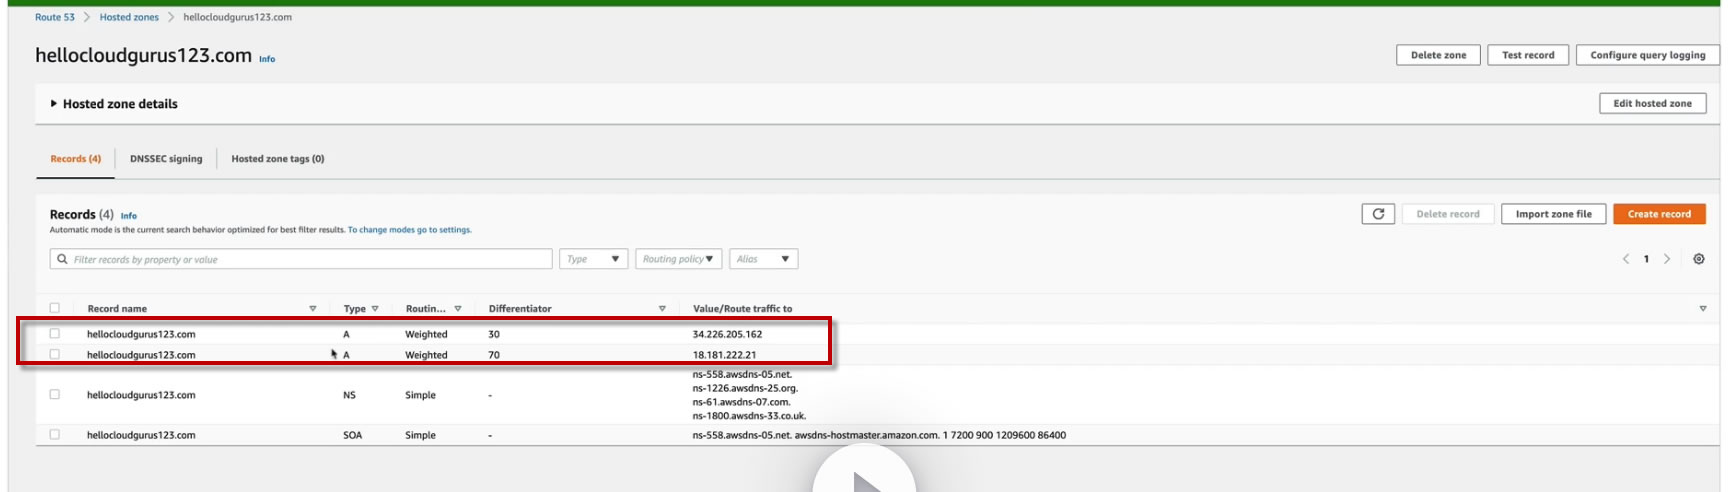 Route 53 > Hosted zones > hellocloudgurus123.com
hellocloudgurus123.com Info
Delete zone Test record Configure query logging
Hosted zone details
Edit hosted zone
Records (4) DNSSEC signing Hosted zone tags (0)
Records (4) Info
Automatic mode is the current search behavior optimized for best filter results. To change modes go to settings.
Delete record Import zone file Create record
Filter records by property or value Type Routing policy Alias
1
Record name Type Routin... Differentiator Value/Route traffic to
hellocloudgurus123.com A Weighted 30 34.226.205.162
hellocloudgurus123.com A Weighted 70 18.181.222.21
hellocloudgurus123.com NS Simple - ns-558.awsdns-05.net.
ns-1226.awsdns-25.org.
ns-61.awsdns-07.com.
ns-1800.awsdns-33.co.uk.
hellocloudgurus123.com SOA Simple - ns-558.awsdns-05.net. awsdns-hostmaster.amazon.com. 1 7200 900 1209600 86400